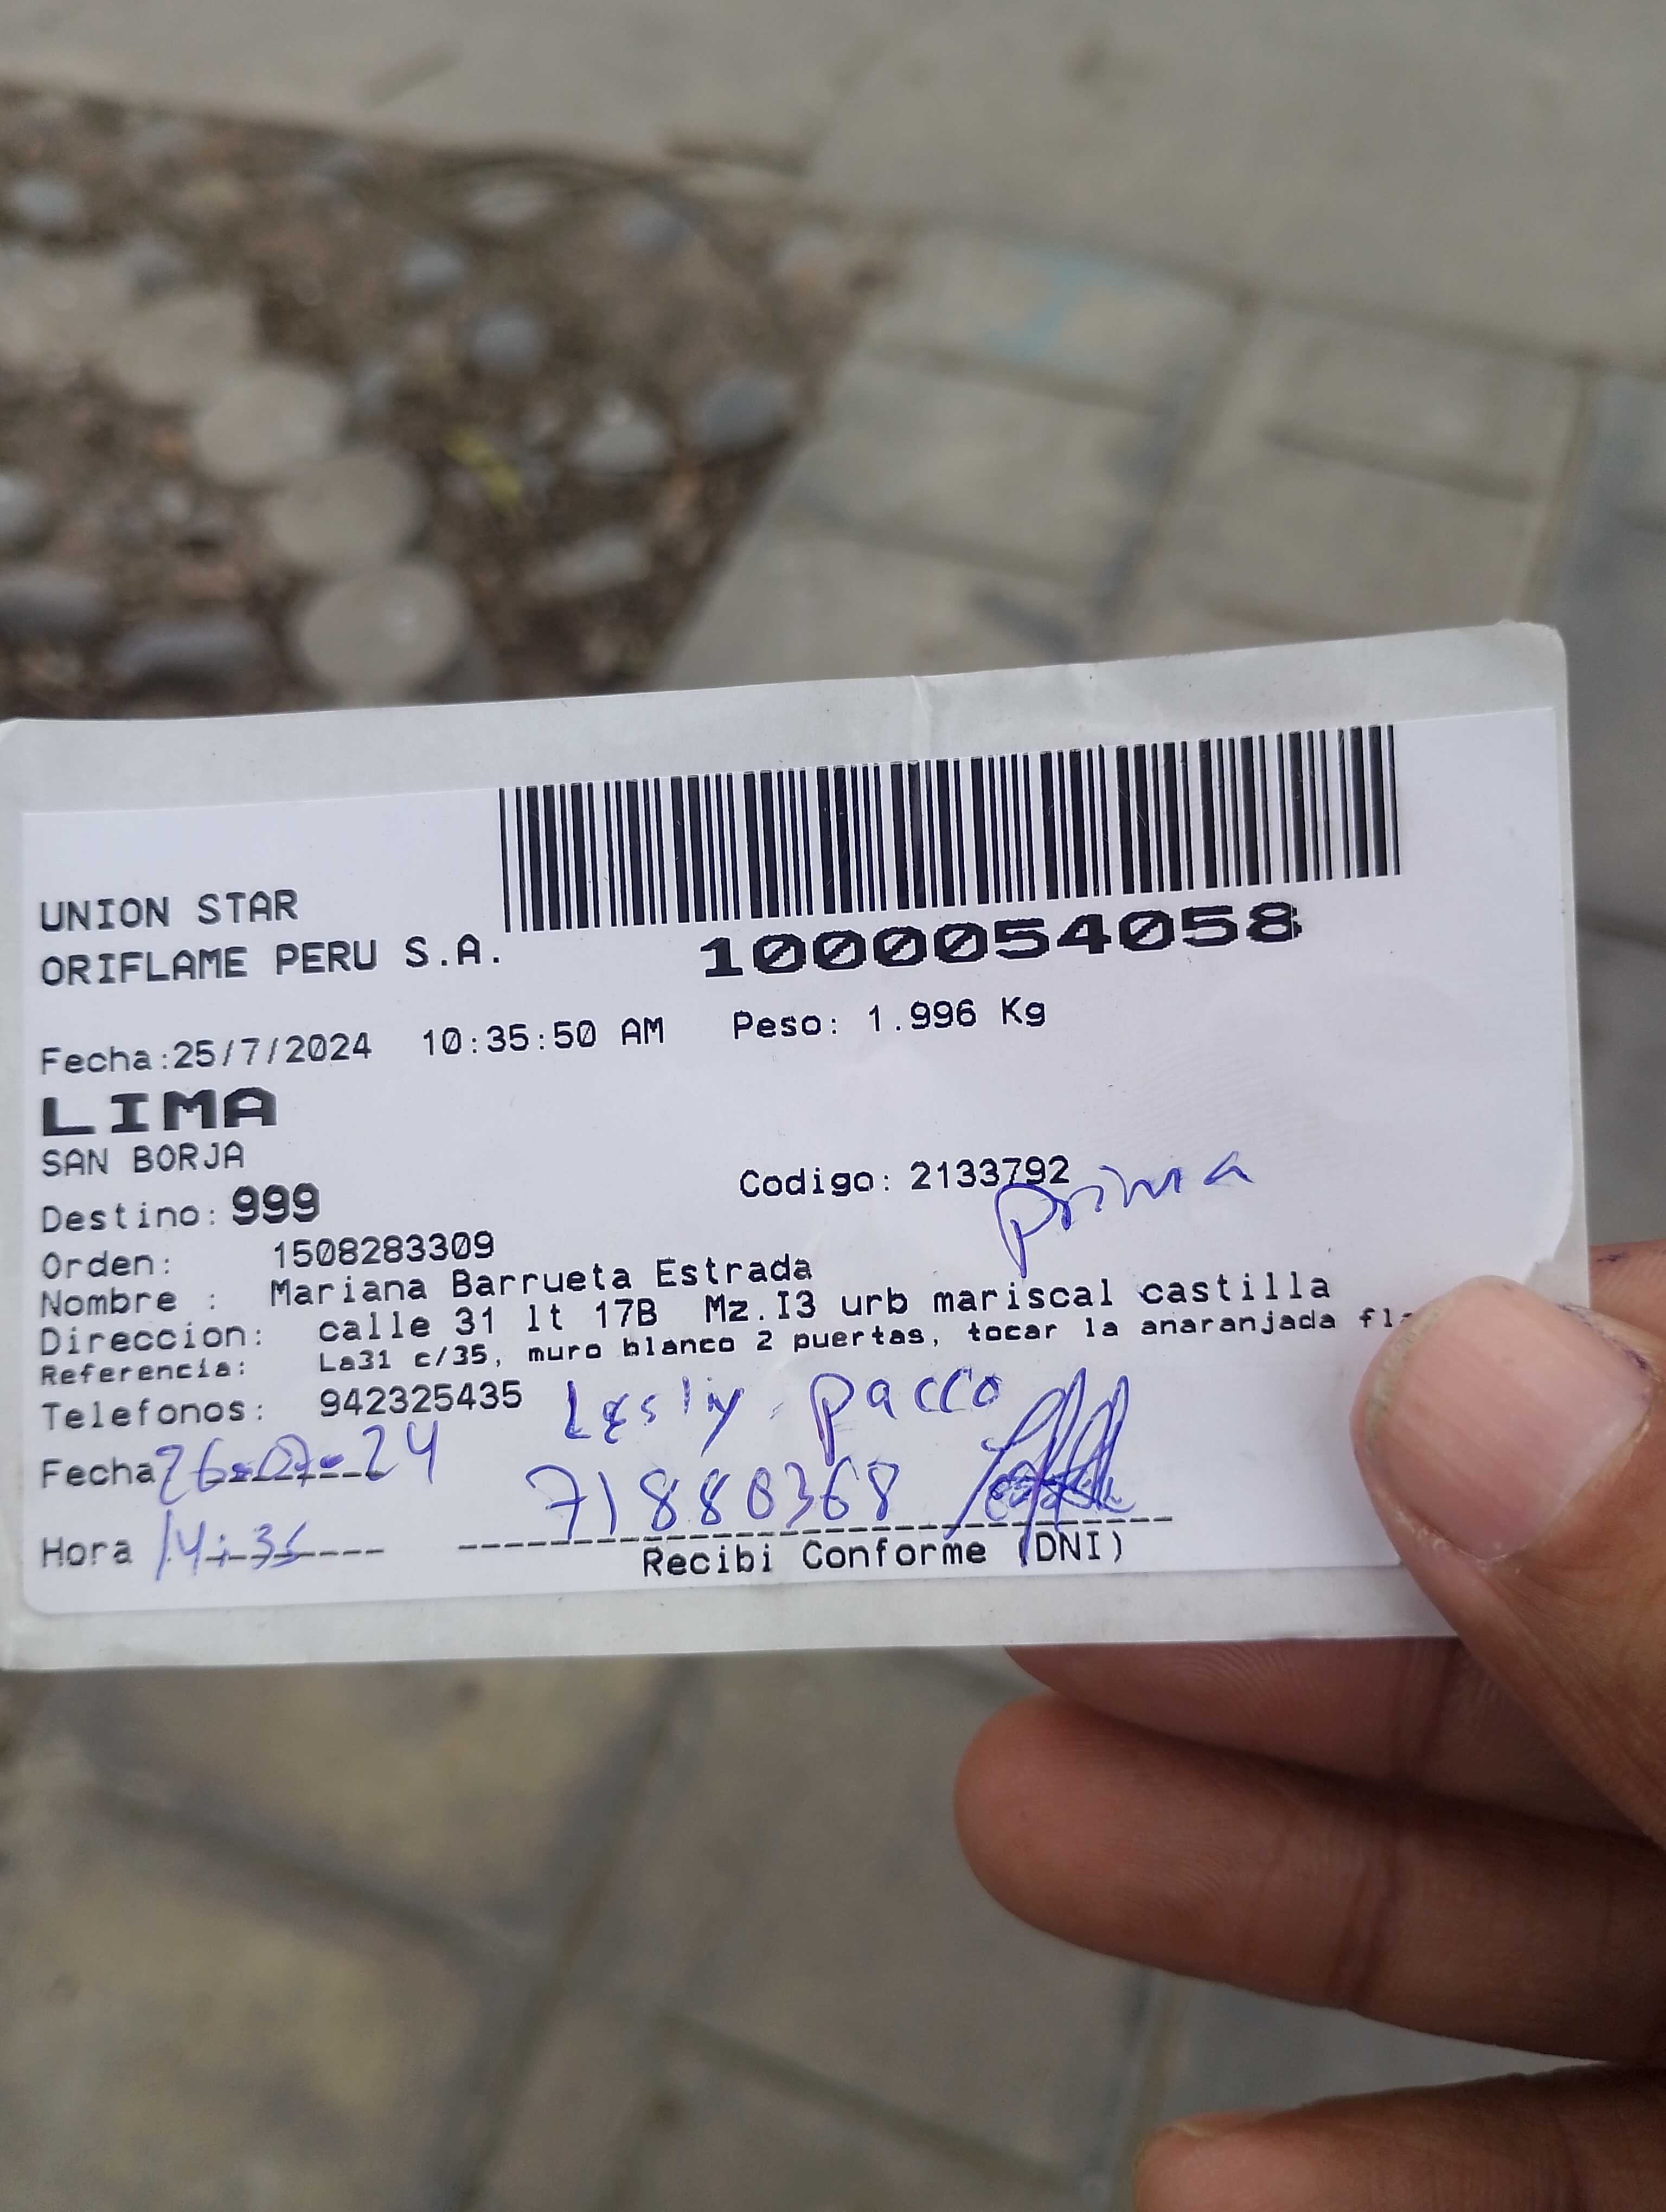 UNION STAR
ORIFLAME PERU S.A.
1000054058
Fecha:25/7/2024 10:35:50 AM Peso: 1.996 Kg
LIMA
SAN BORJA
Codigo: 2133792
prima
Destino: 999
Orden: 1508283309
Nombre : Mariana Barrueta Estrada
Direccion: calle 31 lt 17B Mz.I3 urb mariscal castilla
Referencia: La31 c/35, muro blanco 2 puertas, tocar la anaranjada
Telefonos: 942325435 Lesly pacco
Fecha 26-07-24 71880368
Hora 14:35
Recibi Conforme (DNI)